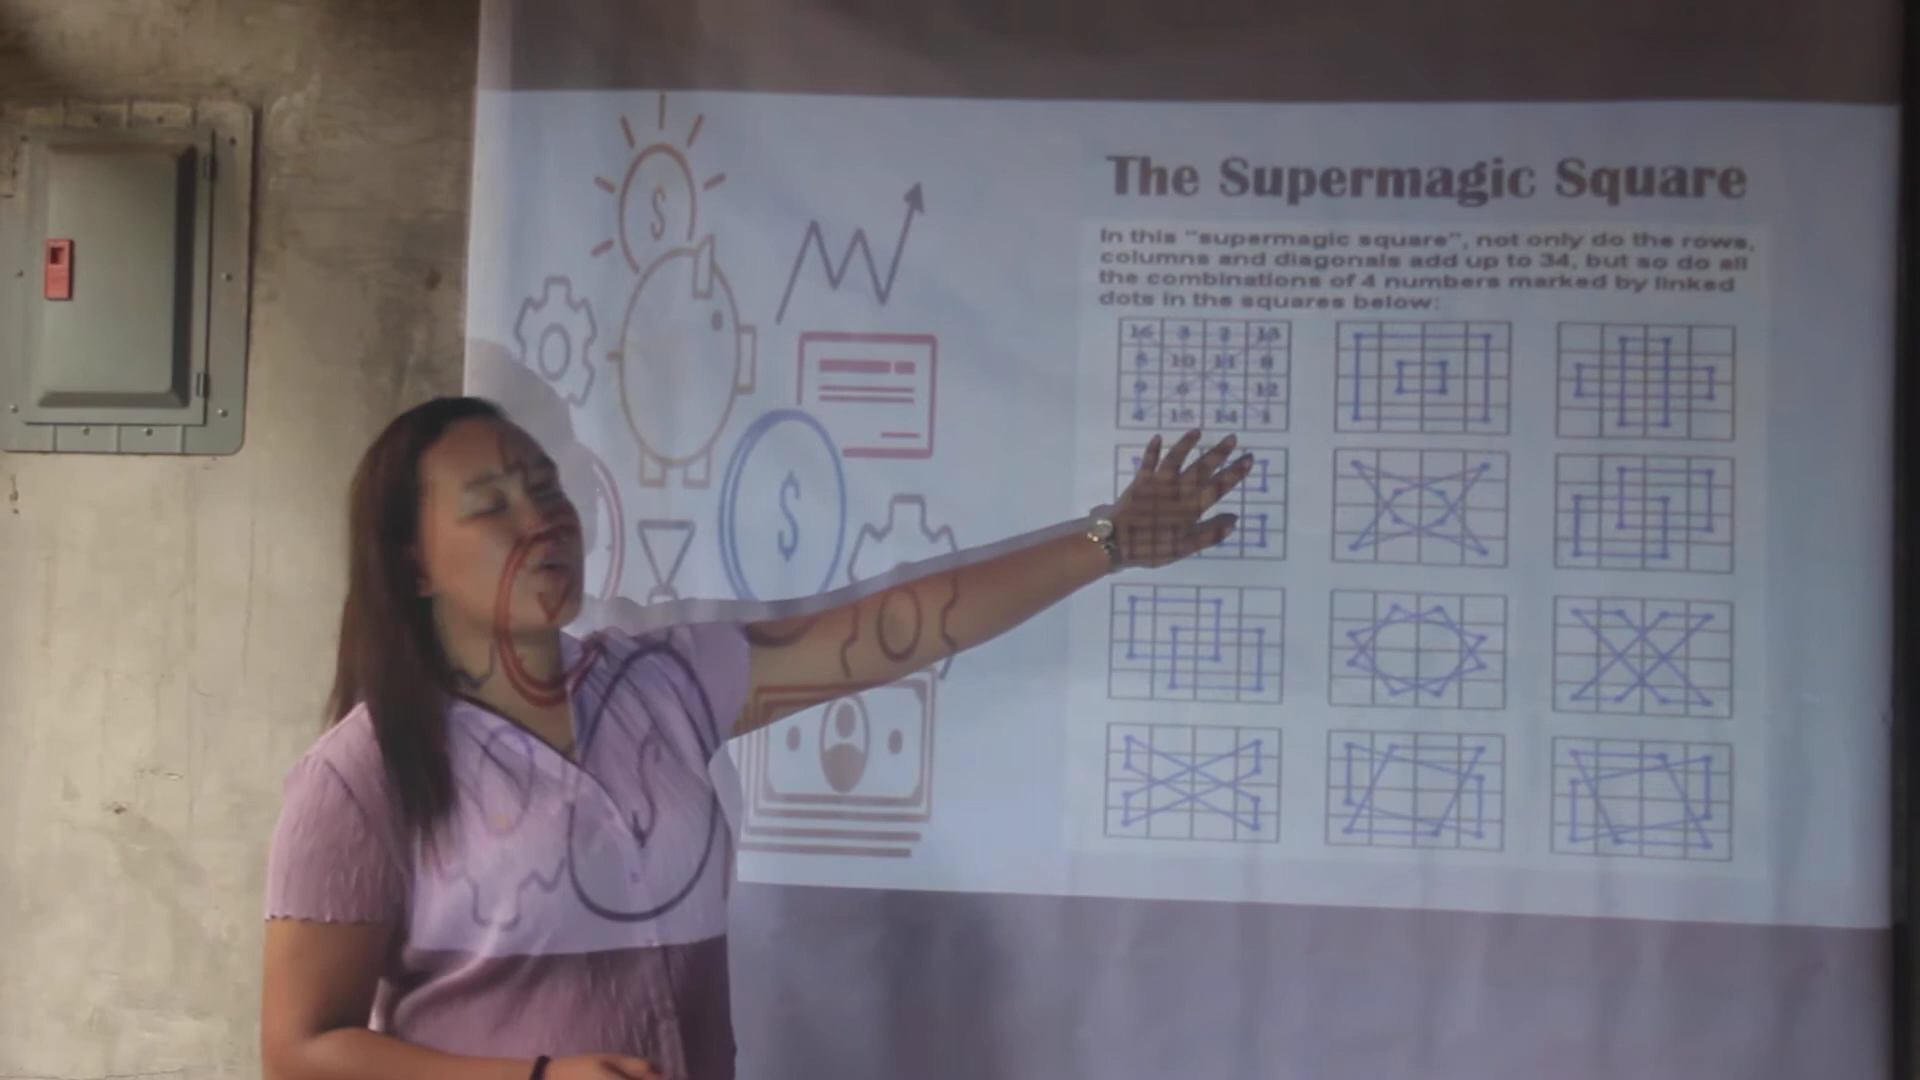 The Supermagic Square
In this "supermagic square", not only do the rows,
columns and diagonals add up to 34, but so do all
the combinations of 4 numbers marked by linked
dots in the squares below:
16 3 2 13
5 10 11 8
9 6 7 12
4 15 14 1
$
$
$